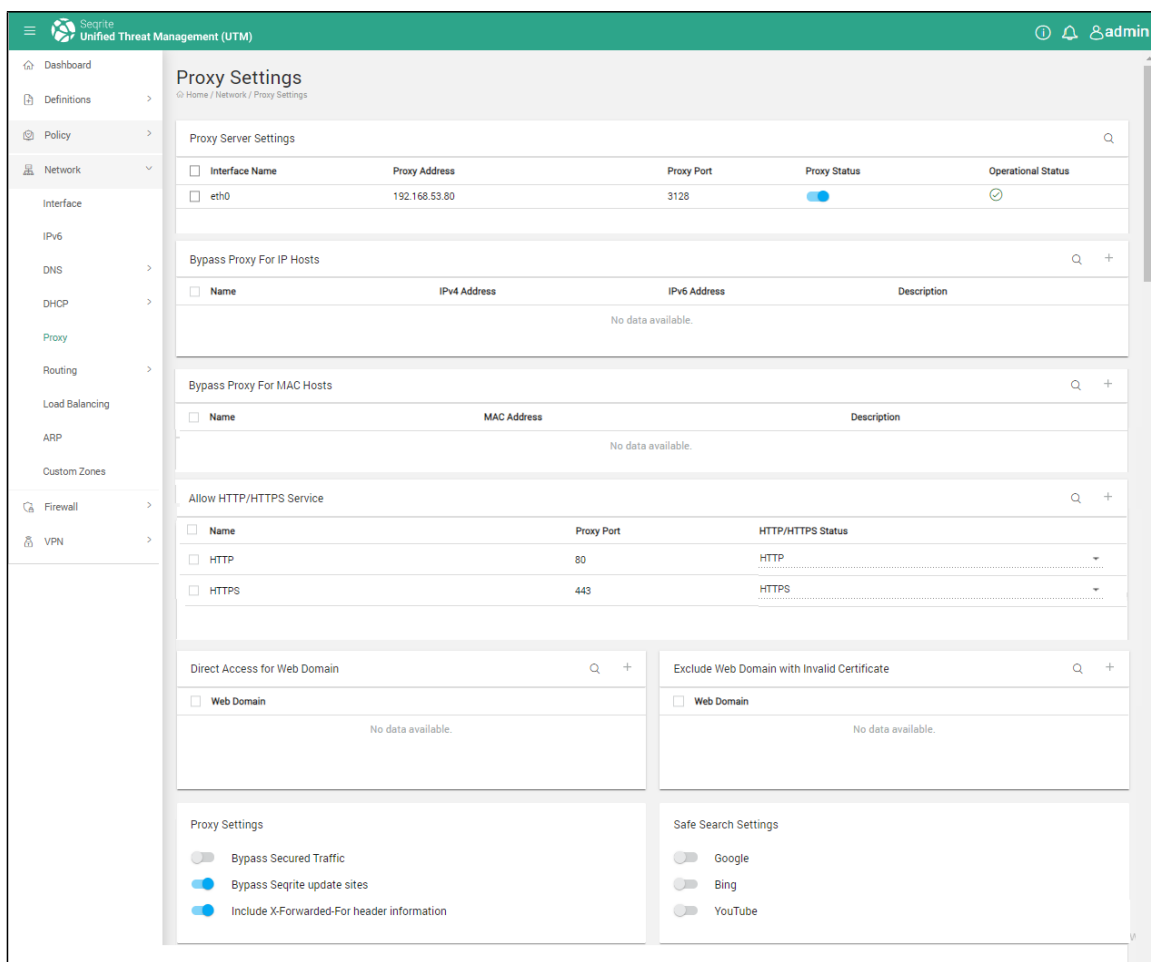 Seqrite
Unified Threat Management (UTM)
admin
Dashboard
Definitions
Policy
Network
Interface
IPv6
DNS
DHCP
Proxy
Routing
Load Balancing
ARP
Custom Zones
Firewall
VPN
Proxy Settings
Home / Network / Proxy Settings
Proxy Server Settings
Interface Name Proxy Address Proxy Port Proxy Status Operational Status
eth0 192.168.53.80 3128
Bypass Proxy For IP Hosts
Name IPv4 Address IPv6 Address Description
No data available.
Bypass Proxy For MAC Hosts
Name MAC Address Description
No data available.
Allow HTTP/HTTPS Service
Name Proxy Port HTTP/HTTPS Status
HTTP 80 HTTP
HTTPS 443 HTTPS
Direct Access for Web Domain
Web Domain
No data available.
Exclude Web Domain with Invalid Certificate
Web Domain
No data available.
Proxy Settings
Bypass Secured Traffic
Bypass Seqrite update sites
Include X-Forwarded-For header information
Safe Search Settings
Google
Bing
YouTube